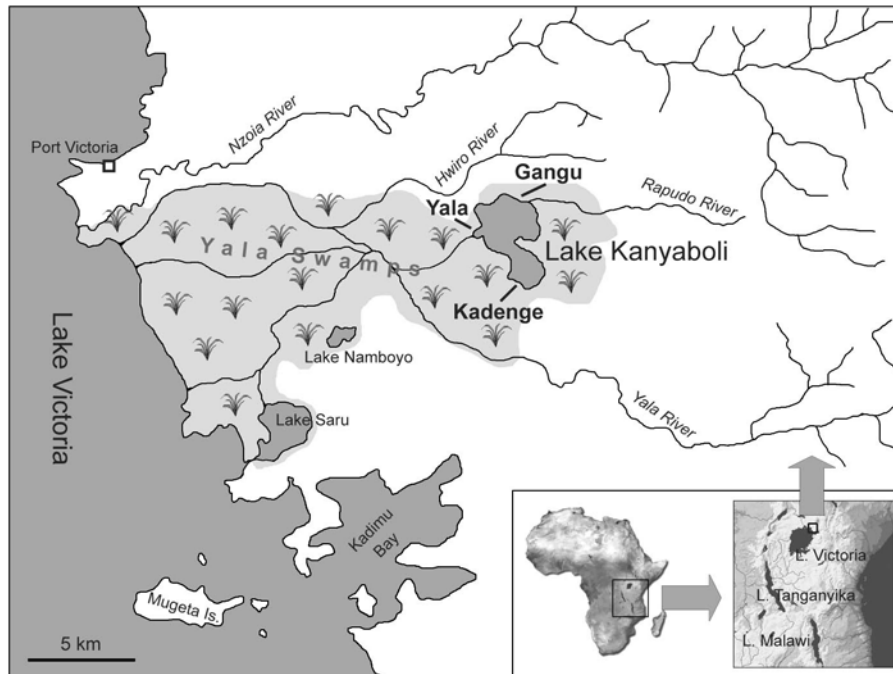 Port Victoria
Nzoia River
Hwiro River
Gangu
Rapudo River
Yala
Yala Swamps
Lake Kanyaboli
Kadenge
Lake Namboyo
Lake Victoria
Lake Saru
Yala River
Kadimu
Bay
Mugeta Is.
5 km
L. Victoria
L. Tanganyika
L. Malawi